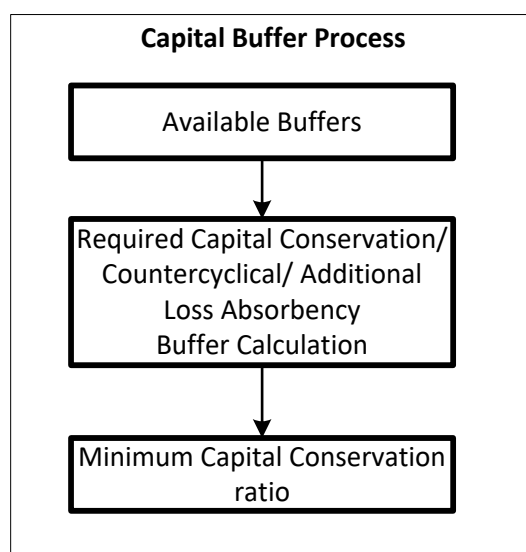 Capital Buffer Process
Available Buffers
Required Capital Conservation/
Countercyclical/ Additional
Loss Absorbency
Buffer Calculation
Minimum Capital Conservation
ratio